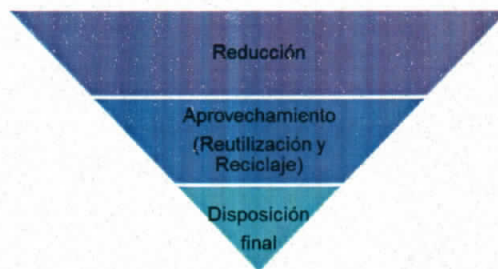 Reducción
Aprovechamiento
(Reutilización y
Reciclaje)
Disposición
final